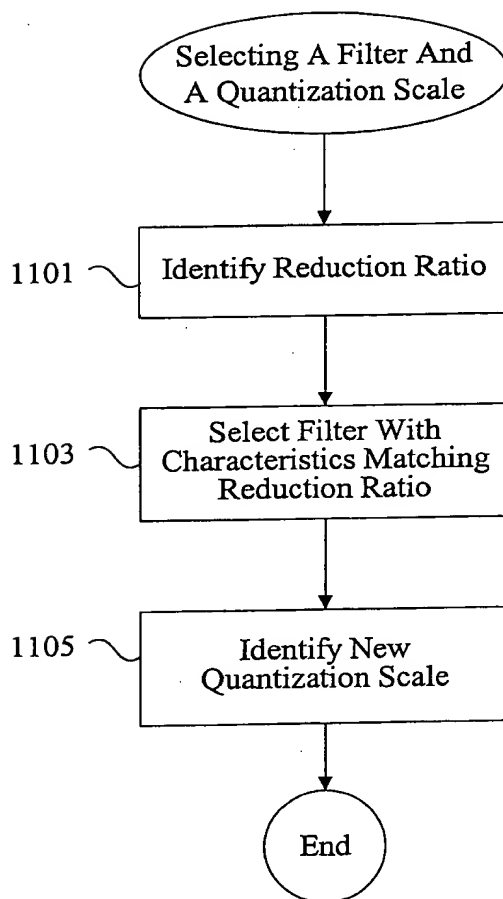 Selecting A Filter And
A Quantization Scale
1101
Identify Reduction Ratio
1103
Select Filter With
Characteristics Matching
Reduction Ratio
1105
Identify New
Quantization Scale
End